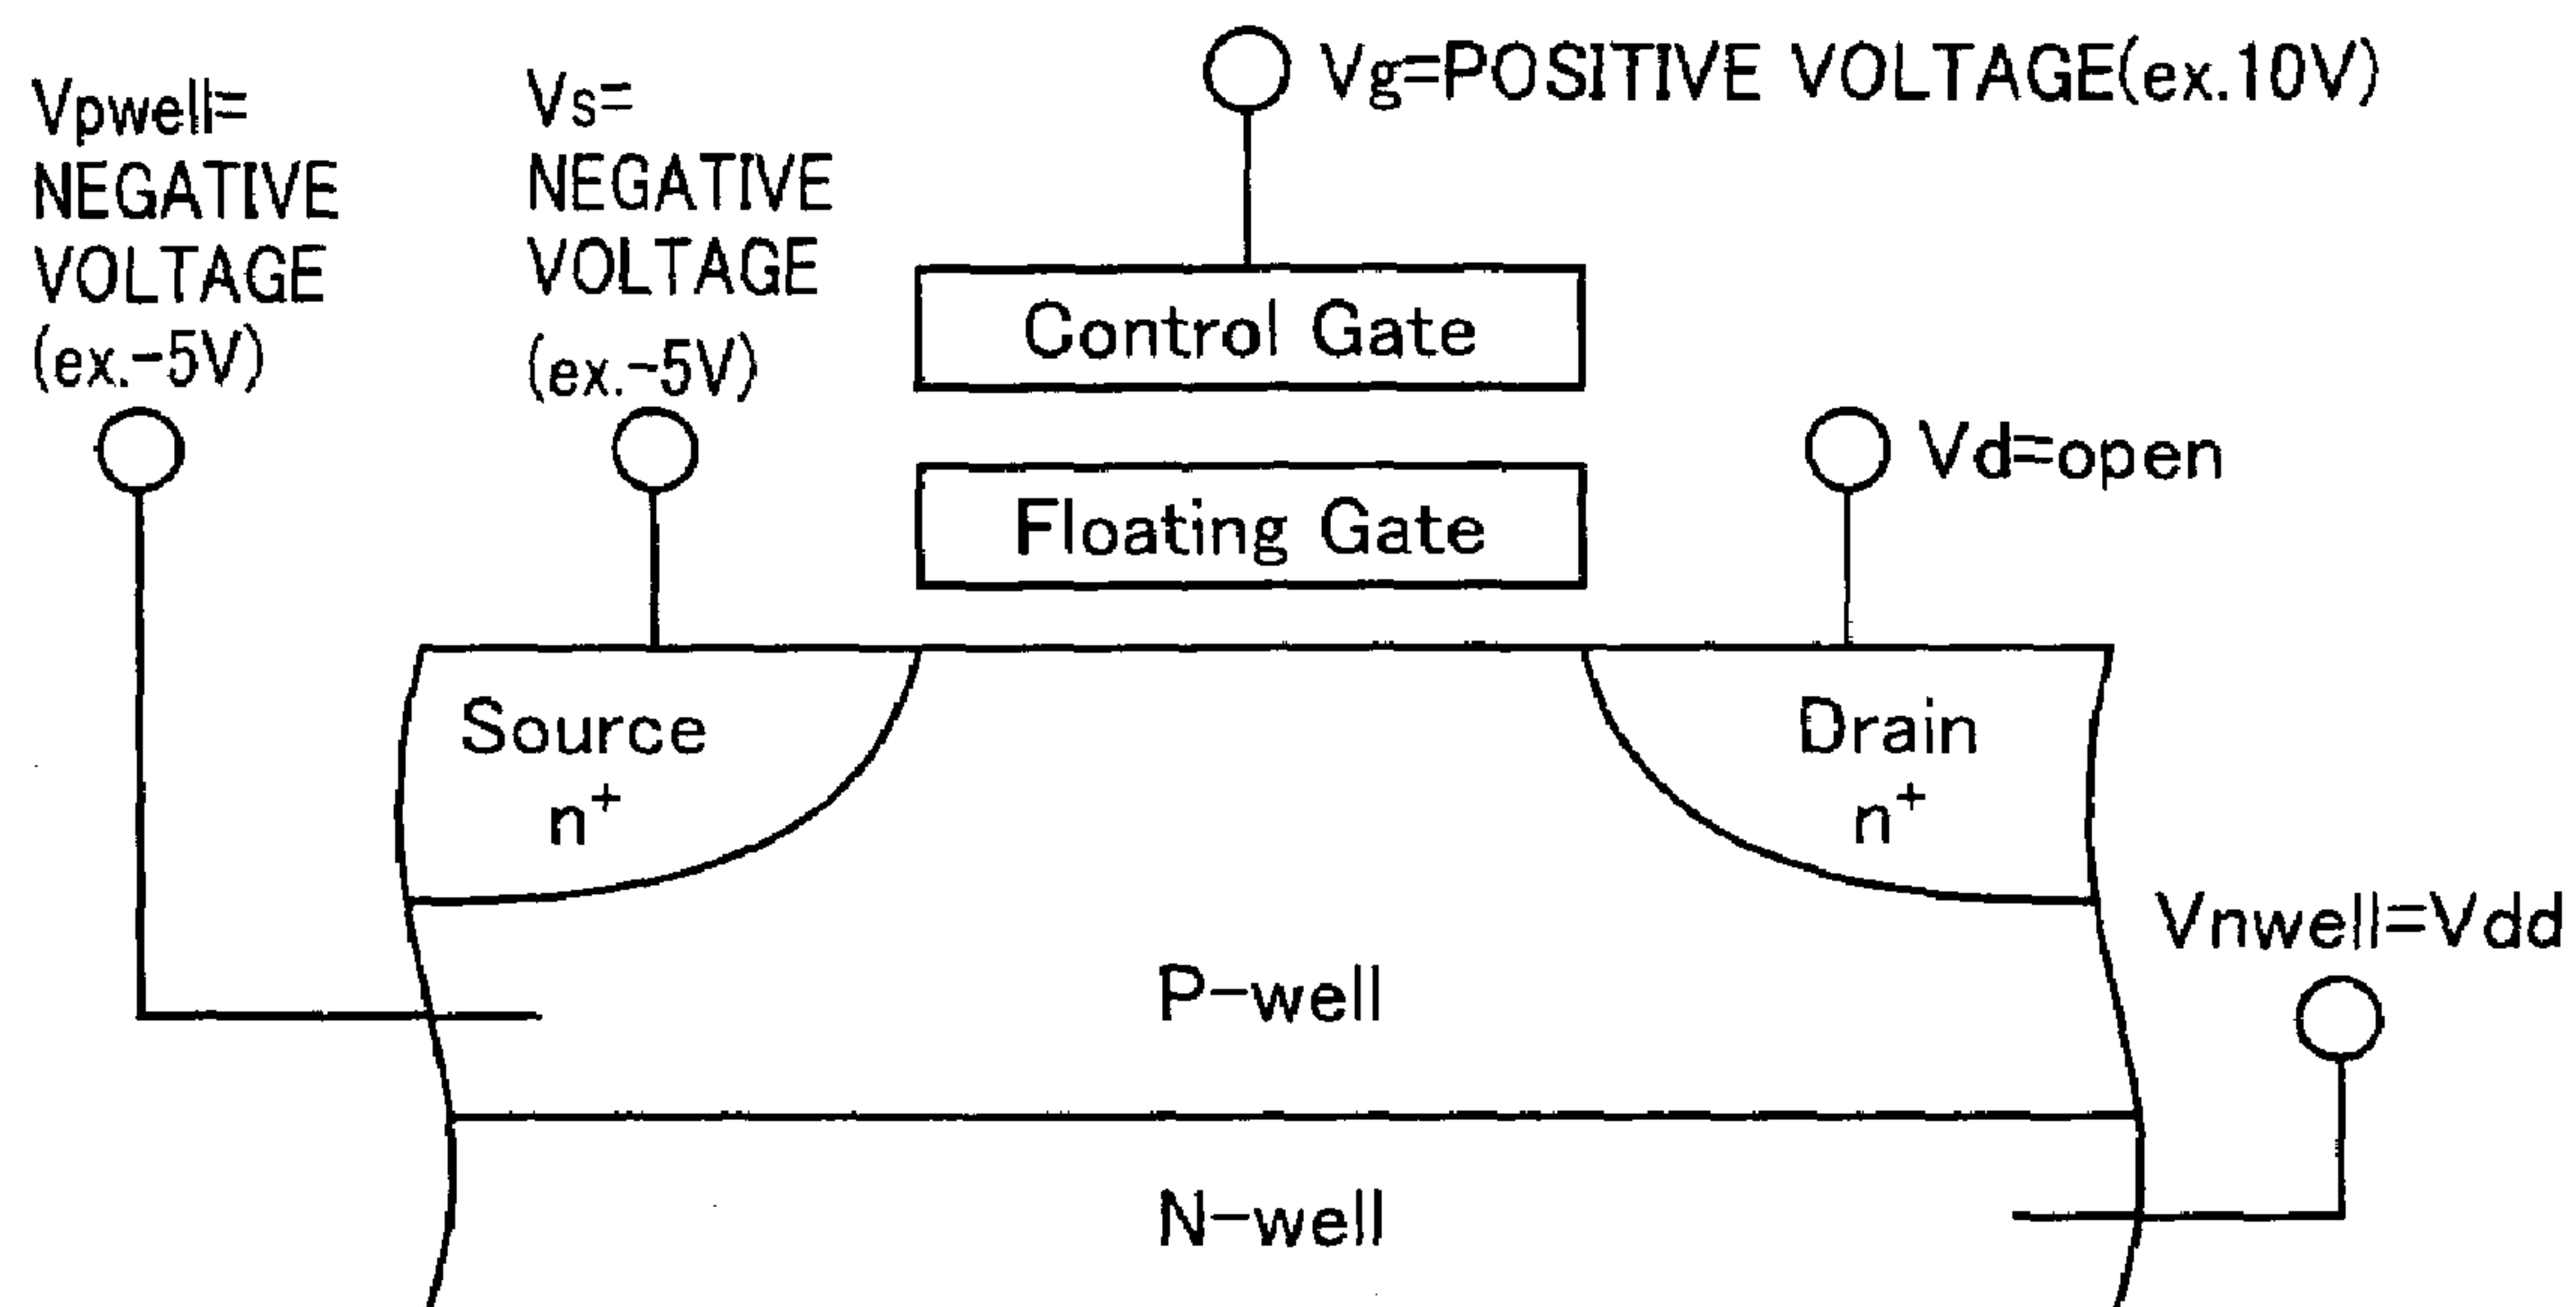 Vpwell=
NEGATIVE
VOLTAGE
(ex.-5V)
Vs=
NEGATIVE
VOLTAGE
(ex.-5V)
Vg=POSITIVE VOLTAGE(ex.10V)
Control Gate
Floating Gate
Vd=open
Source
n⁺
Drain
n⁺
Vnwell=Vdd
P-well
N-well